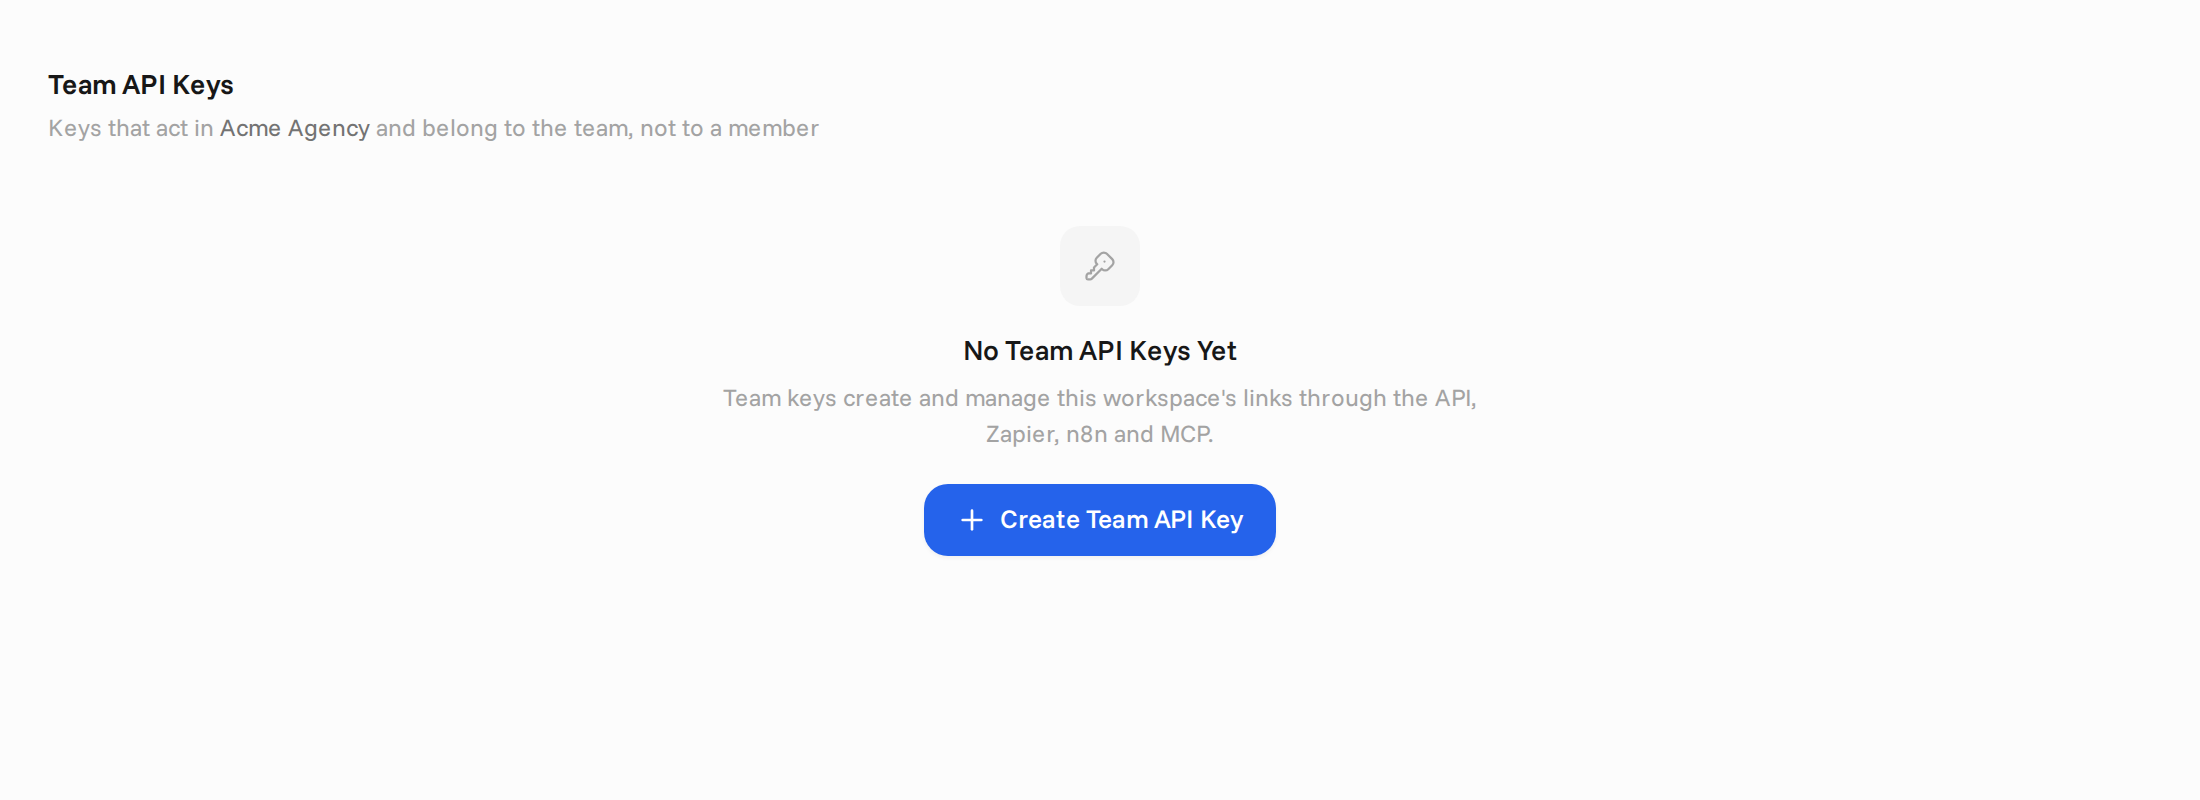 Team API Keys
Keys that act in Acme Agency and belong to the team, not to a member
No Team API Keys Yet
Team keys create and manage this workspace's links through the API,
Zapier, n8n and MCP.
Create Team API Key